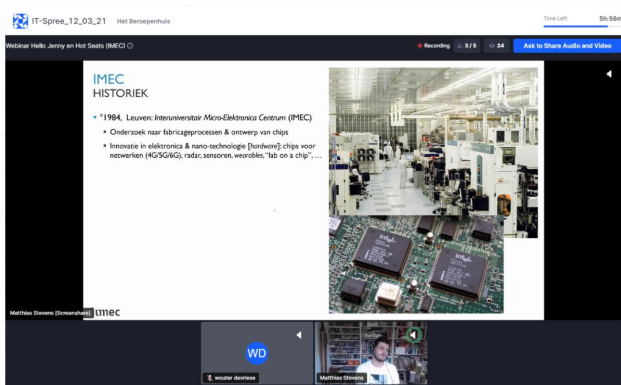 IT-Spree_12_03_21 Het Beroepenhuis
Time Left 5h:56m
Webinar Hello Jenny en Hot Seats (IMEC)
Recording 3 / 5 34 Ask to Share Audio and Video
IMEC
HISTORIEK
°1984, Leuven: Interuniversitair Micro-Elektronica Centrum (IMEC)
Onderzoek naar fabricageprocessen & ontwerp van chips
Innovatie in elektronica & nano-technologie [hardware]: chips voor
netwerken (4G/5G/6G), radar, sensoren, wearables, "lab on a chip", …
intel
intel
Matthias Stevens [Screenshare]
imec
WD
wouter devriese
Matthias Stevens